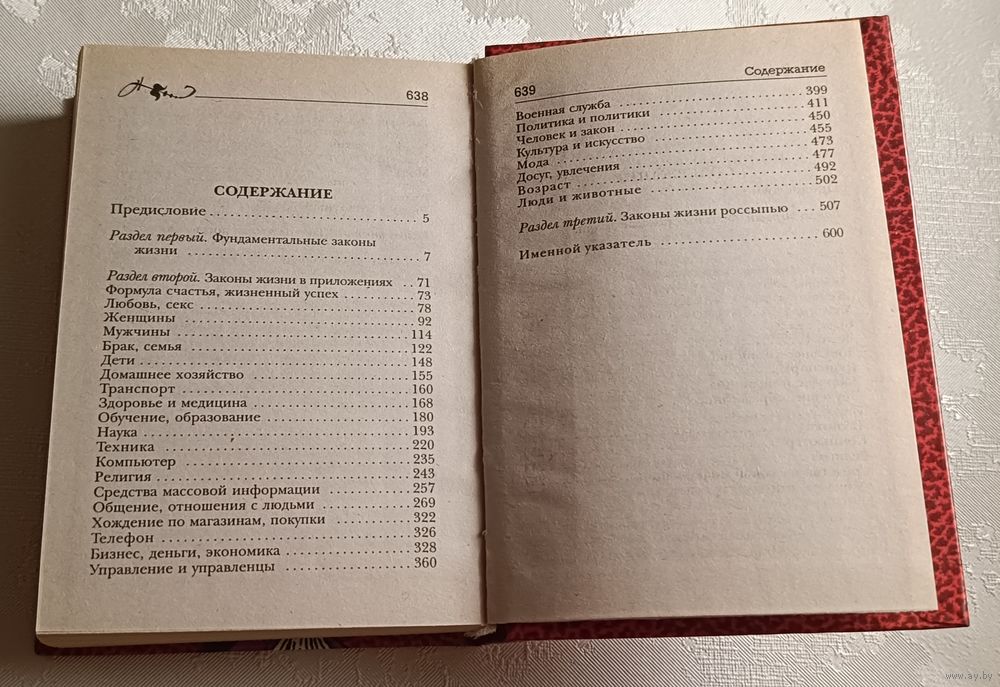 638
СОДЕРЖАНИЕ
Предисловие ........................ 5
Раздел первый. Фундаментальные законы
жизни ........................ 7
Раздел второй. Законы жизни в приложениях .. 71
Формула счастья, жизненный успех ........... 73
Любовь, секс ........................ 78
Женщины ........................ 92
Мужчины ........................ 114
Брак, семья ........................ 122
Дети ........................ 148
Домашнее хозяйство ........................ 155
Транспорт ........................ 160
Здоровье и медицина ........................ 168
Обучение, образование ........................ 180
Наука ........................ 193
Техника ........................ 220
Компьютер ........................ 235
Религия ........................ 243
Средства массовой информации ............ 257
Общение, отношения с людьми ............. 269
Хождение по магазинам, покупки ........... 322
Телефон ........................ 326
Бизнес, деньги, экономика .................. 328
Управление и управленцы .................. 360
639 Содержание
Военная служба ........................ 399
Политика и политики ........................ 411
Человек и закон ........................ 450
Культура и искусство ........................ 455
Мода ........................ 473
Досуг, увлечения ........................ 477
Возраст ........................ 492
Люди и животные ........................ 502
Раздел третий. Законы жизни россыпью ... 507
Именной указатель ........................ 600
www.ay.by